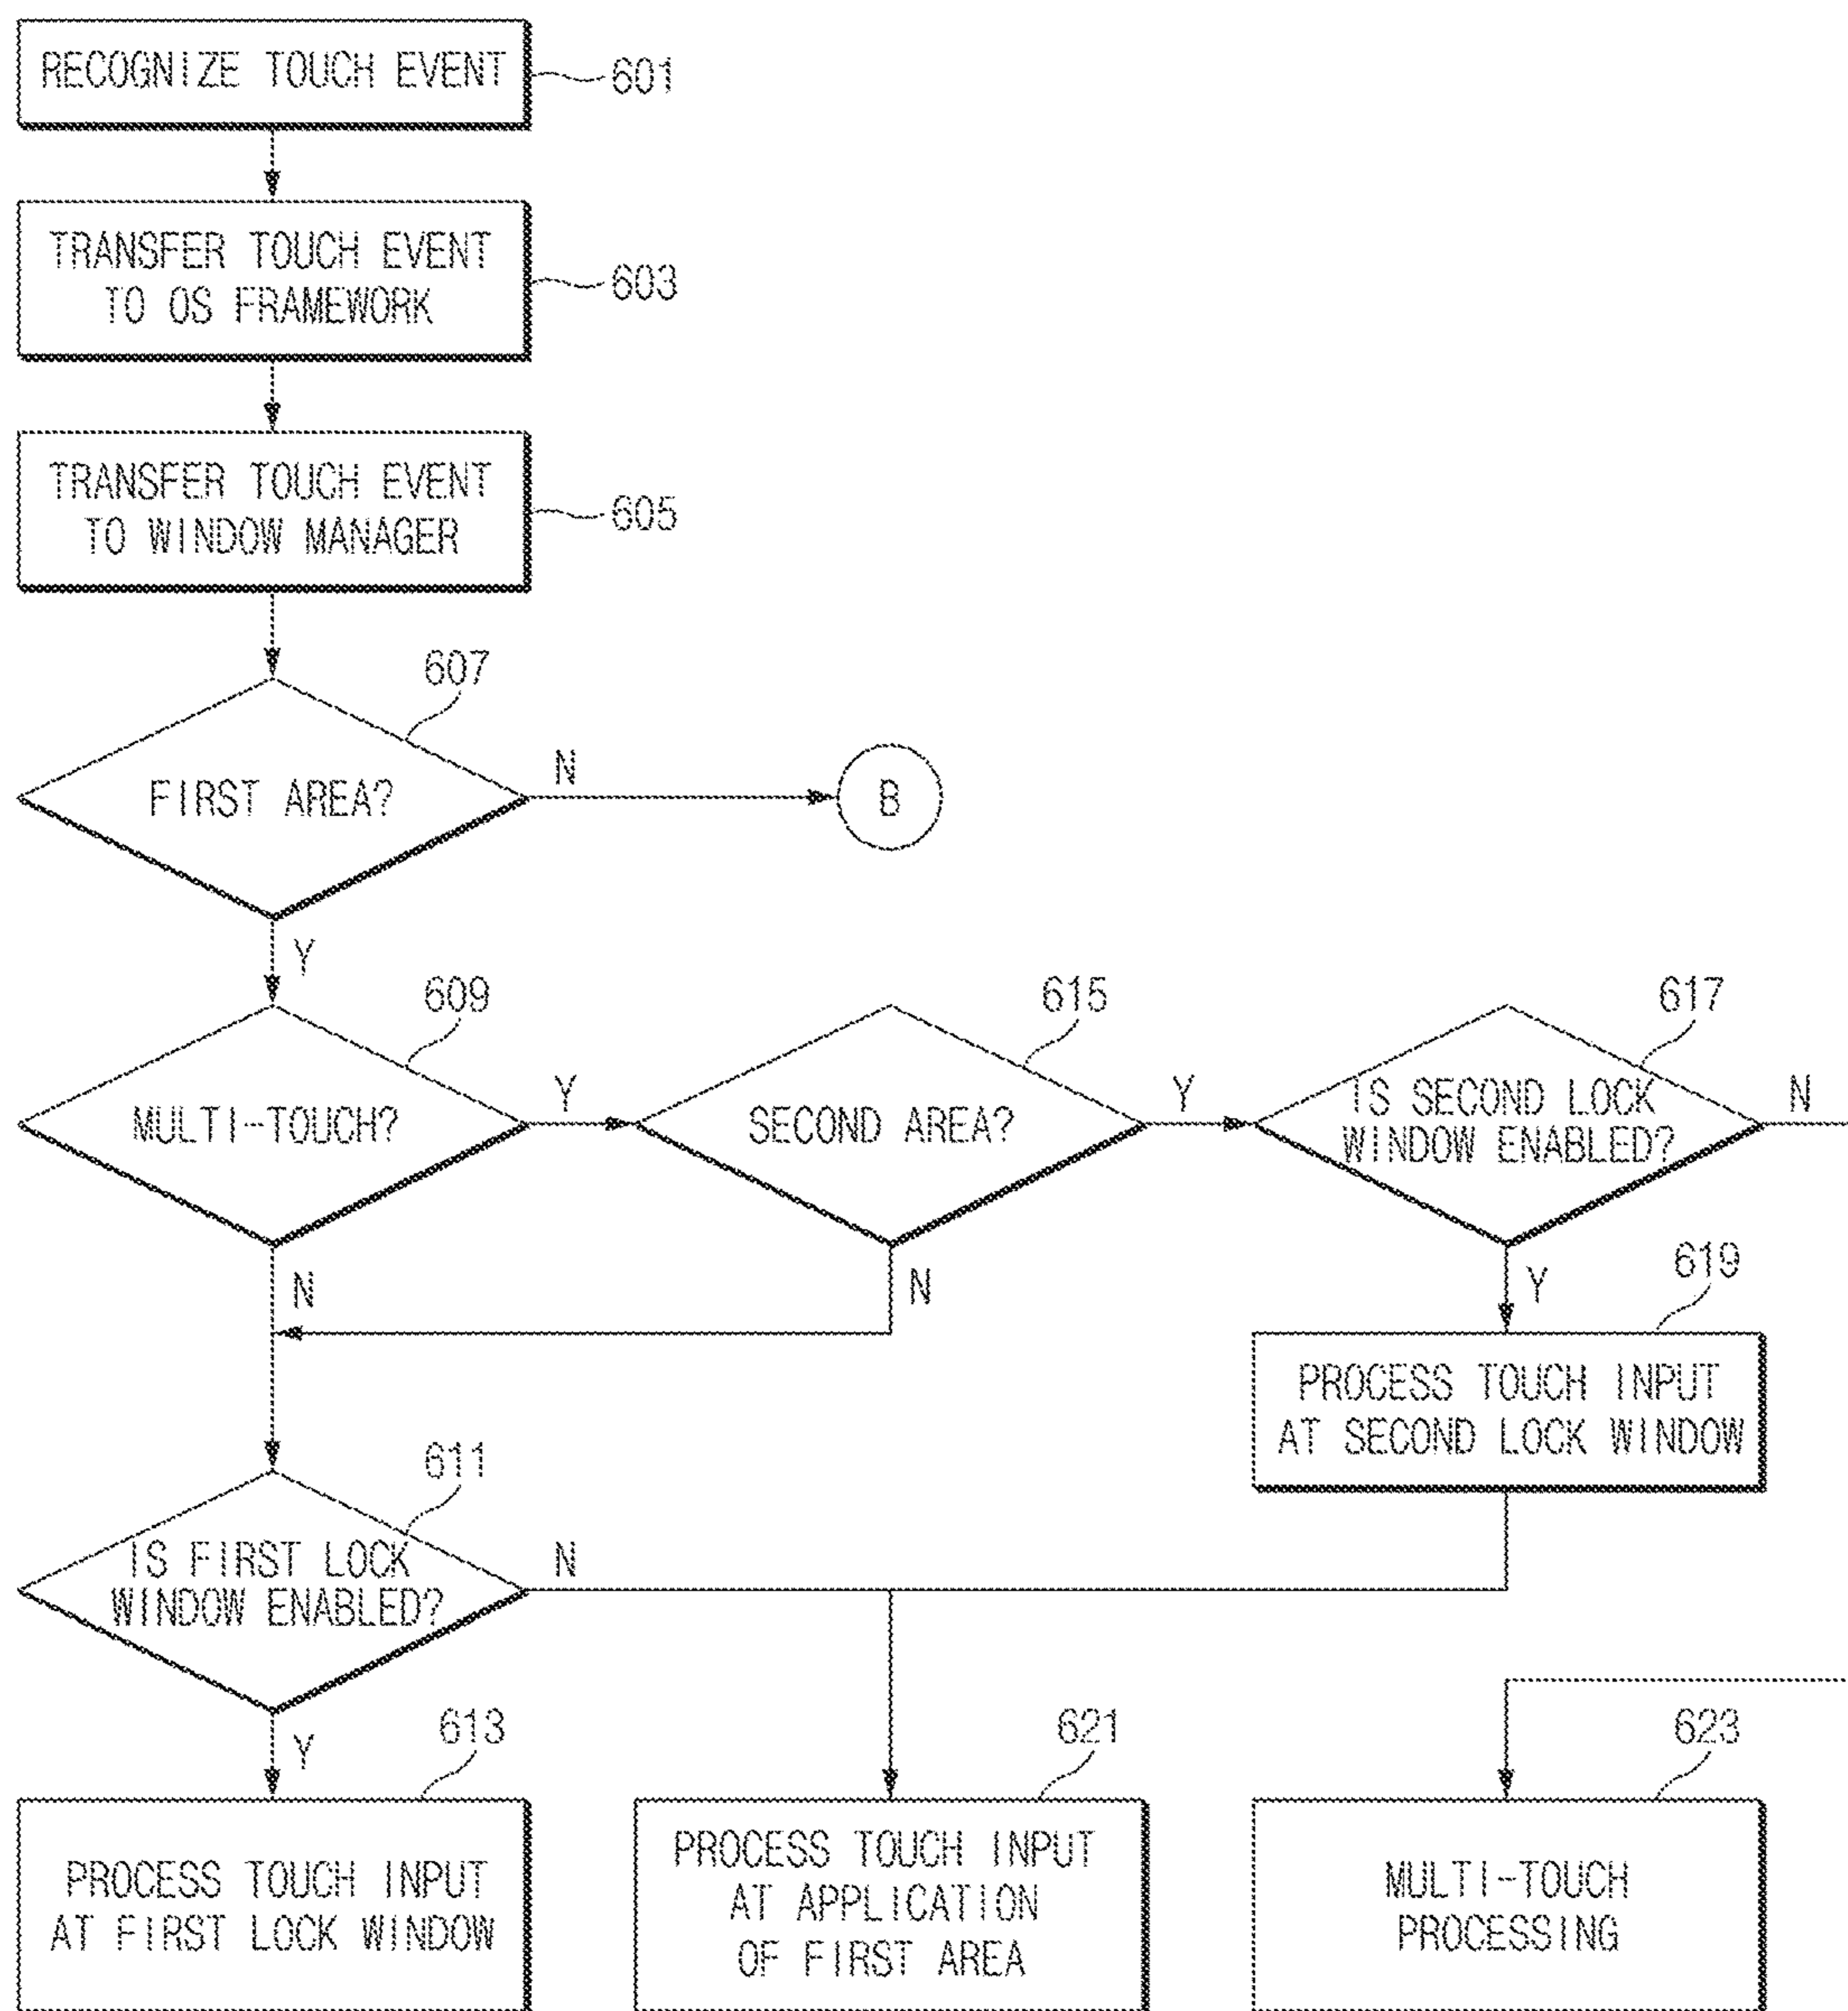 RECOGNIZE TOUCH EVENT
601
TRANSFER TOUCH EVENT
TO OS FRAMEWORK
603
TRANSFER TOUCH EVENT
TO WINDOW MANAGER
605
607
FIRST AREA?
N
B
Y
609
MULTI-TOUCH?
Y
615
SECOND AREA?
Y
617
IS SECOND LOCK
WINDOW ENABLED?
N
N
N
Y
619
PROCESS TOUCH INPUT
AT SECOND LOCK WINDOW
611
IS FIRST LOCK
WINDOW ENABLED?
N
Y
613
PROCESS TOUCH INPUT
AT FIRST LOCK WINDOW
621
PROCESS TOUCH INPUT
AT APPLICATION
OF FIRST AREA
623
MULTI-TOUCH
PROCESSING